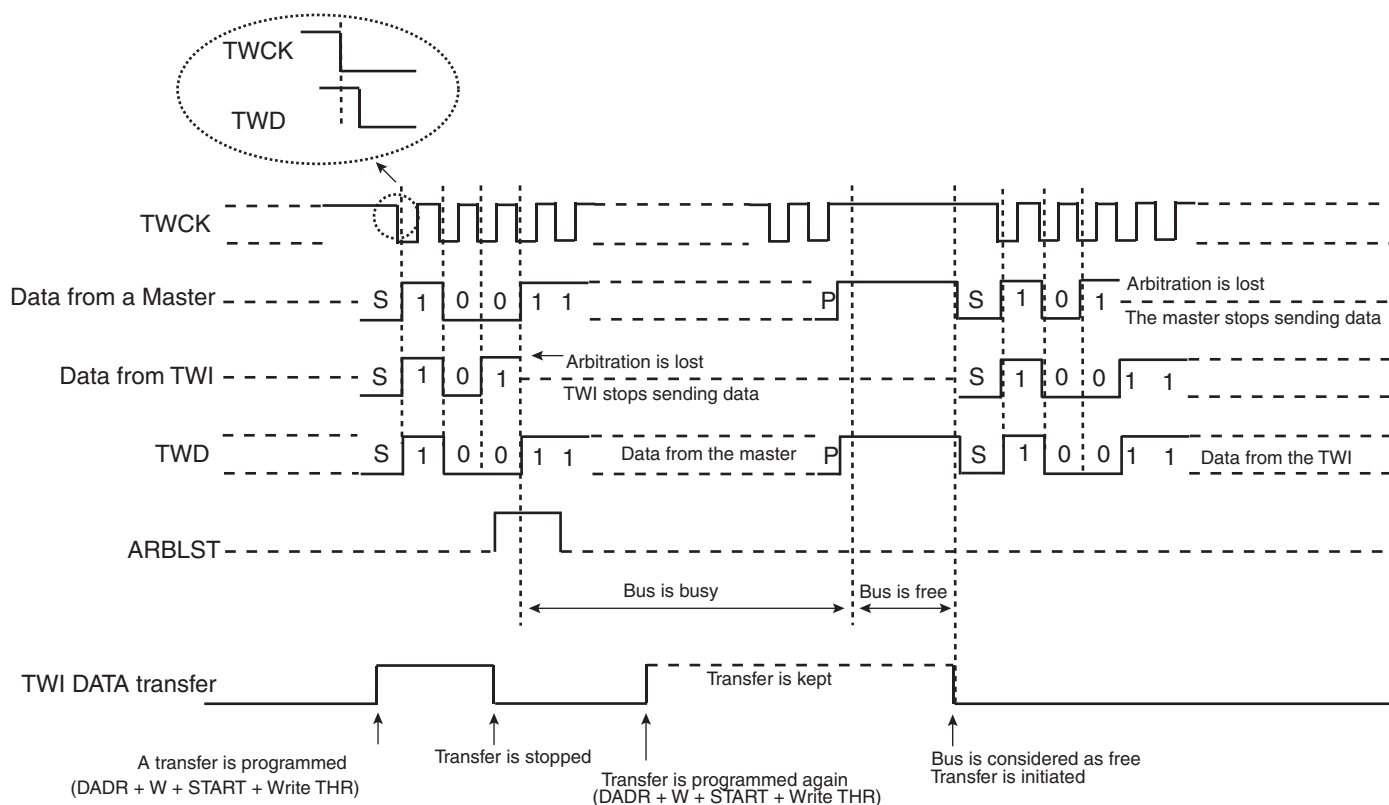 TWCK
TWD
TWCK
Data from a Master
S 1 0 0 1 1
P
S 1 0 1
Arbitration is lost
The master stops sending data
Data from TWI
S 1 0 1
Arbitration is lost
TWI stops sending data
S 1 0 0 1 1
TWD
S 1 0 0 1 1
Data from the master
P
S 1 0 0 1 1
Data from the TWI
ARBLST
Bus is busy
Bus is free
TWI DATA transfer
Transfer is kept
A transfer is programmed
(DADR + W + START + Write THR)
Transfer is stopped
Transfer is programmed again
(DADR + W + START + Write THR)
Bus is considered as free
Transfer is initiated